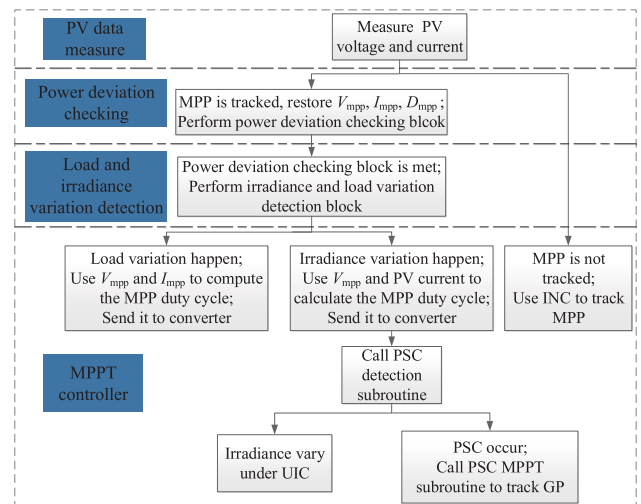 PV data
measure
Measure PV
voltage and current
Power deviation
checking
MPP is tracked, restore Vmpp, Impp, Dmpp ;
Perform power deviation checking blcok
Load and
irradiance
variation detection
Power deviation checking block is met;
Perform irradiance and load variation
detection block
Load variation happen;
Use Vmpp and Impp to compute
the MPP duty cycle;
Send it to converter
Irradiance variation happen;
Use Vmpp and PV current to
calculate the MPP duty cycle;
Send it to converter
MPP is not
tracked;
Use INC to track
MPP
MPPT
controller
Call PSC
detection
subroutine
Irradiance vary
under UIC
PSC occur;
Call PSC MPPT
subroutine to track GP